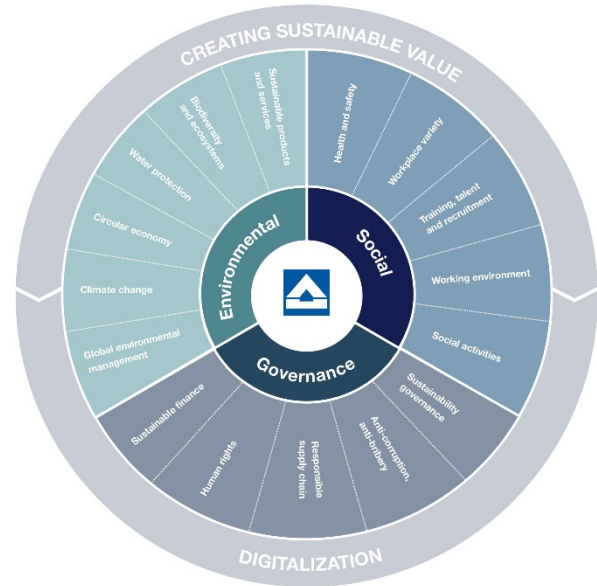 CREATING SUSTAINABLE VALUE
Sustainable products
and services
Biodiversity
and ecosystems
Water protection
Circular economy
Climate change
Global environmental
management
Environmental
Health and safety
Workplace variety
Training, talent
and recruitment
Working environment
Social activities
Social
Governance
Sustainable finance
Human rights
Responsible
supply chain
Anti-corruption,
anti-bribery
Sustainability
governance
DIGITALIZATION